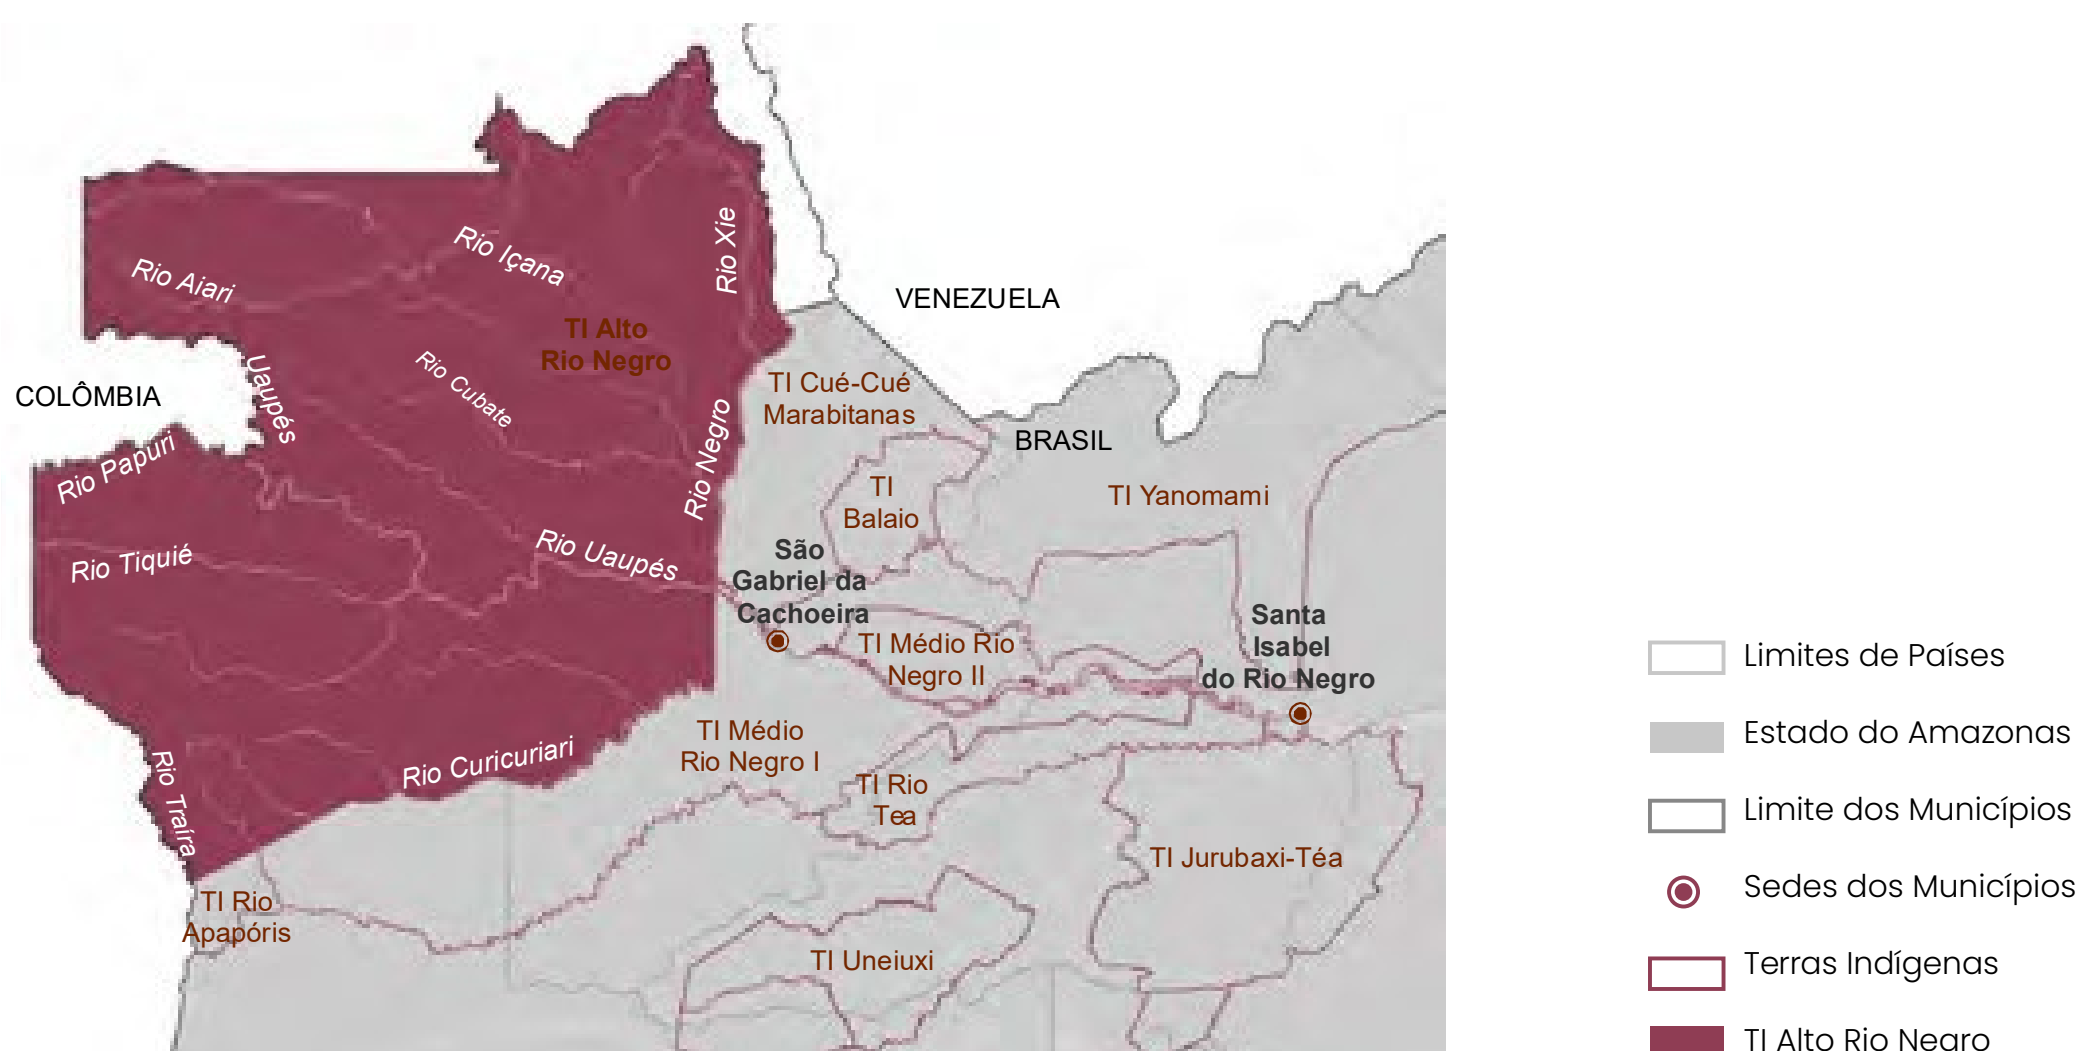 Rio Xie
Rio Içana
Rio Aiari
VENEZUELA
TI Alto
Rio Negro
Uaupés
Rio Cubate
COLÔMBIA
TI Cué-Cué
Marabitanas
Rio Negro
BRASIL
Rio Papuri
TI
Balaio
TI Yanomami
Rio Tiquié
Rio Uaupés
São
Gabriel da
Cachoeira
Santa
Isabel
do Rio Negro
TI Médio Rio
Negro II
TI Médio
Rio Negro I
Rio Curicuriari
Rio Traíra
TI Rio
Tea
TI Jurubaxi-Téa
TI Rio
Apapóris
TI Uneiuxi
Limites de Países
Estado do Amazonas
Limite dos Municípios
Sedes dos Municípios
Terras Indígenas
TI Alto Rio Negro